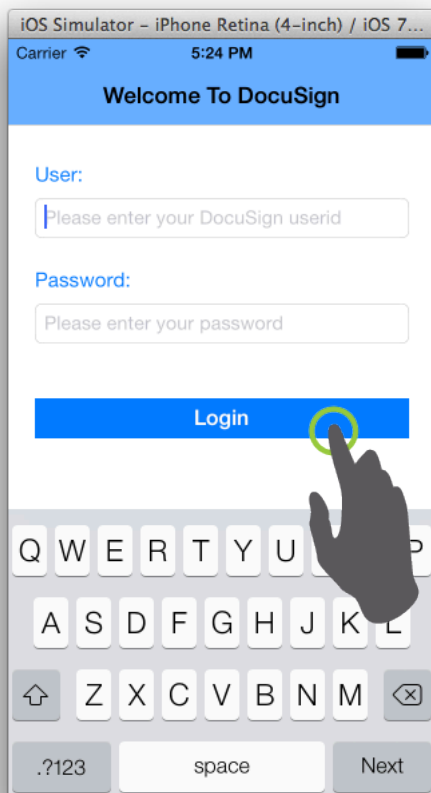 iOS Simulator – iPhone Retina (4-inch) / iOS 7...
Carrier 5:24 PM
Welcome To DocuSign
User:
Please enter your DocuSign userid
Password:
Please enter your password
Login
Q W E R T Y U P
A S D F G H J K L
Z X C V B N M
.?123 space Next